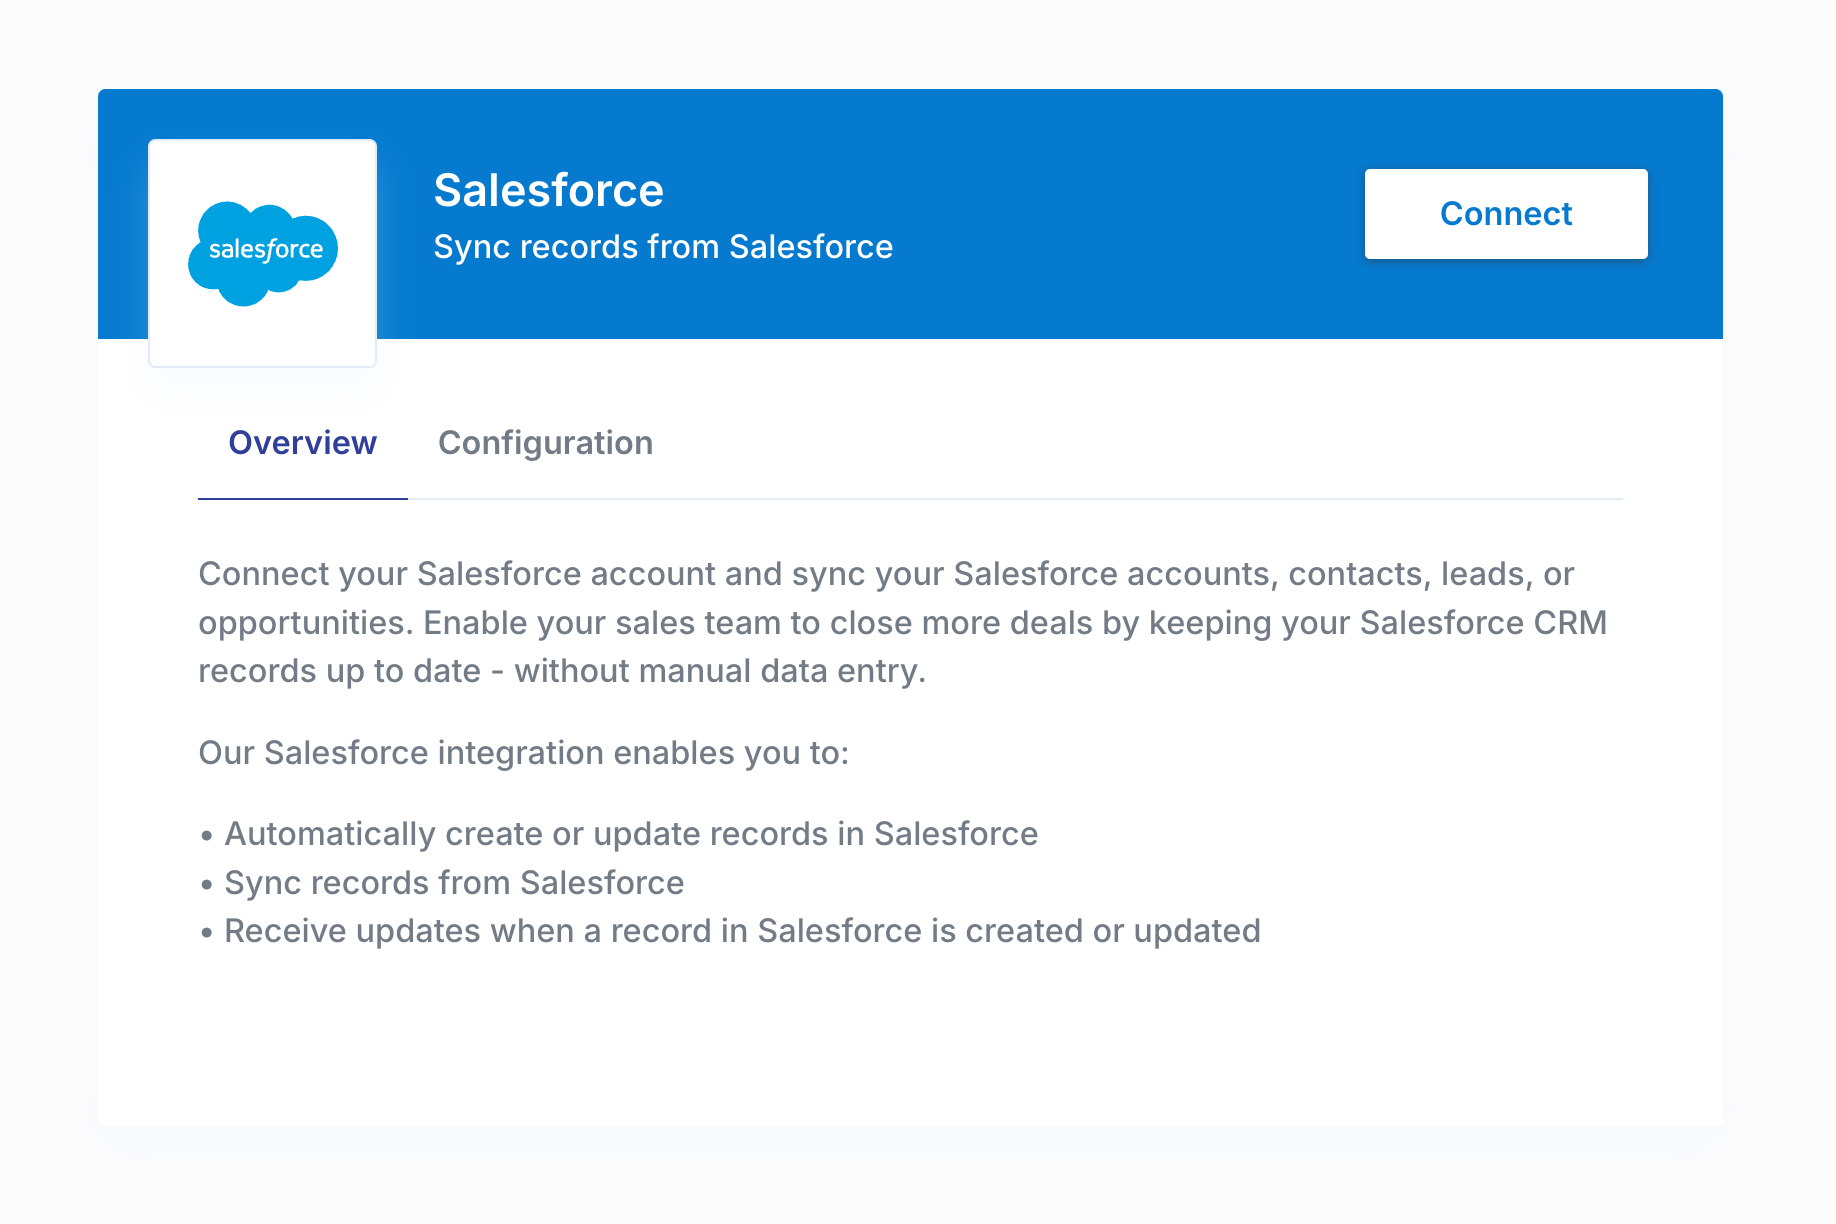 salesforce
Salesforce
Sync records from Salesforce
Connect
Overview
Configuration
Connect your Salesforce account and sync your Salesforce accounts, contacts, leads, or
opportunities. Enable your sales team to close more deals by keeping your Salesforce CRM
records up to date - without manual data entry.
Our Salesforce integration enables you to:
• Automatically create or update records in Salesforce
• Sync records from Salesforce
• Receive updates when a record in Salesforce is created or updated